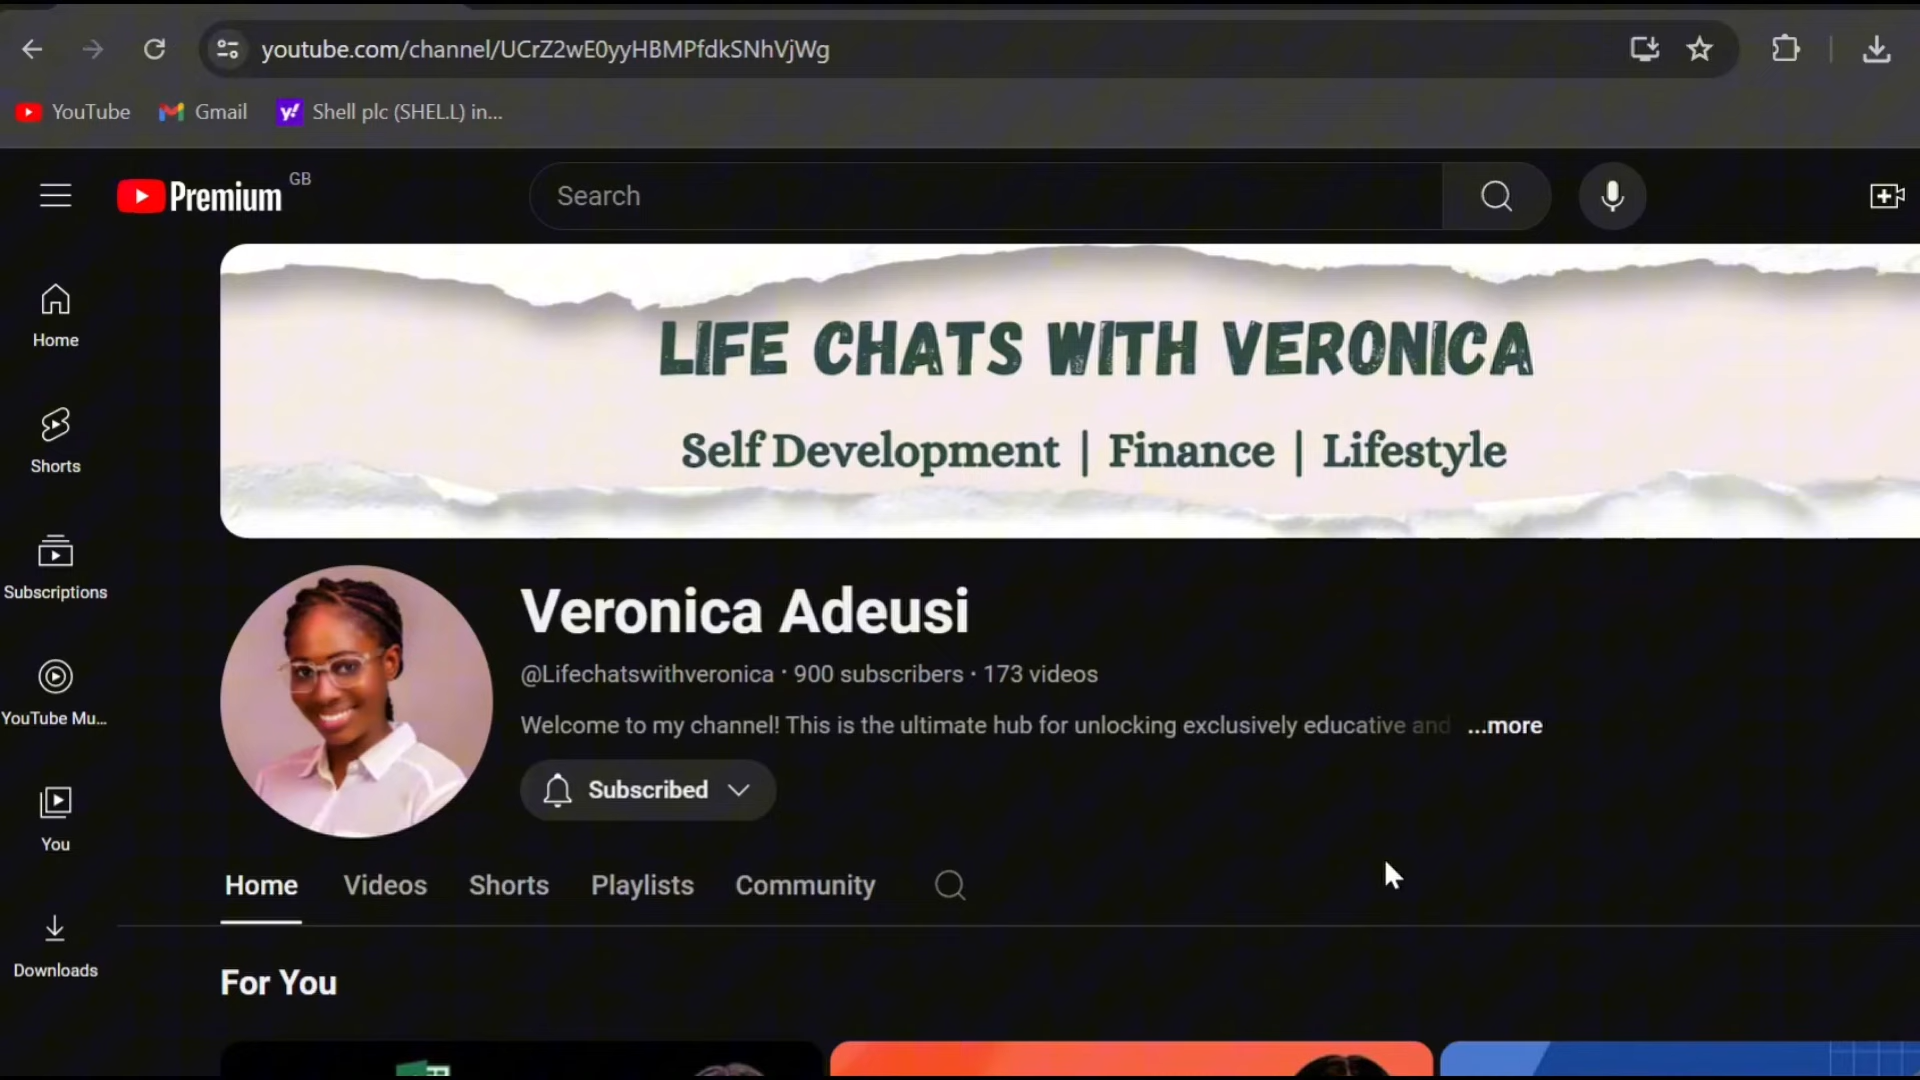 youtube.com/channel/UCrZ2wE0yyHBMPfdkSNhVjWg
YouTube
Gmail
Shell plc (SHEL.L) in...
Premium GB
Search
LIFE CHATS WITH VERONICA
Self Development | Finance | Lifestyle
Home
Shorts
Subscriptions
YouTube Mu...
You
Downloads
Veronica Adeusi
@Lifechatswithveronica · 900 subscribers · 173 videos
Welcome to my channel! This is the ultimate hub for unlocking exclusively educative and ...more
Subscribed
Home Videos Shorts Playlists Community
For You